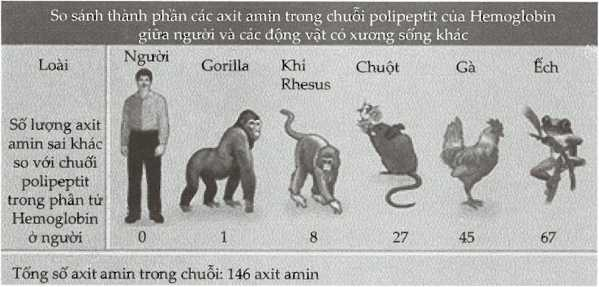 So sánh thành phần các axit amin trong chuỗi polipeptit của Hemoglobin
giữa người và các động vật có xương sống khác
Loài
Người
Gorilla
Khỉ
Rhesus
Chuột
Gà
Ếch
Số lượng axit
amin sai khác
so với chuỗi
polipeptit
trong phân tử
Hemoglobin
ở người
0
1
8
27
45
67
Tổng số axit amin trong chuỗi: 146 axit amin